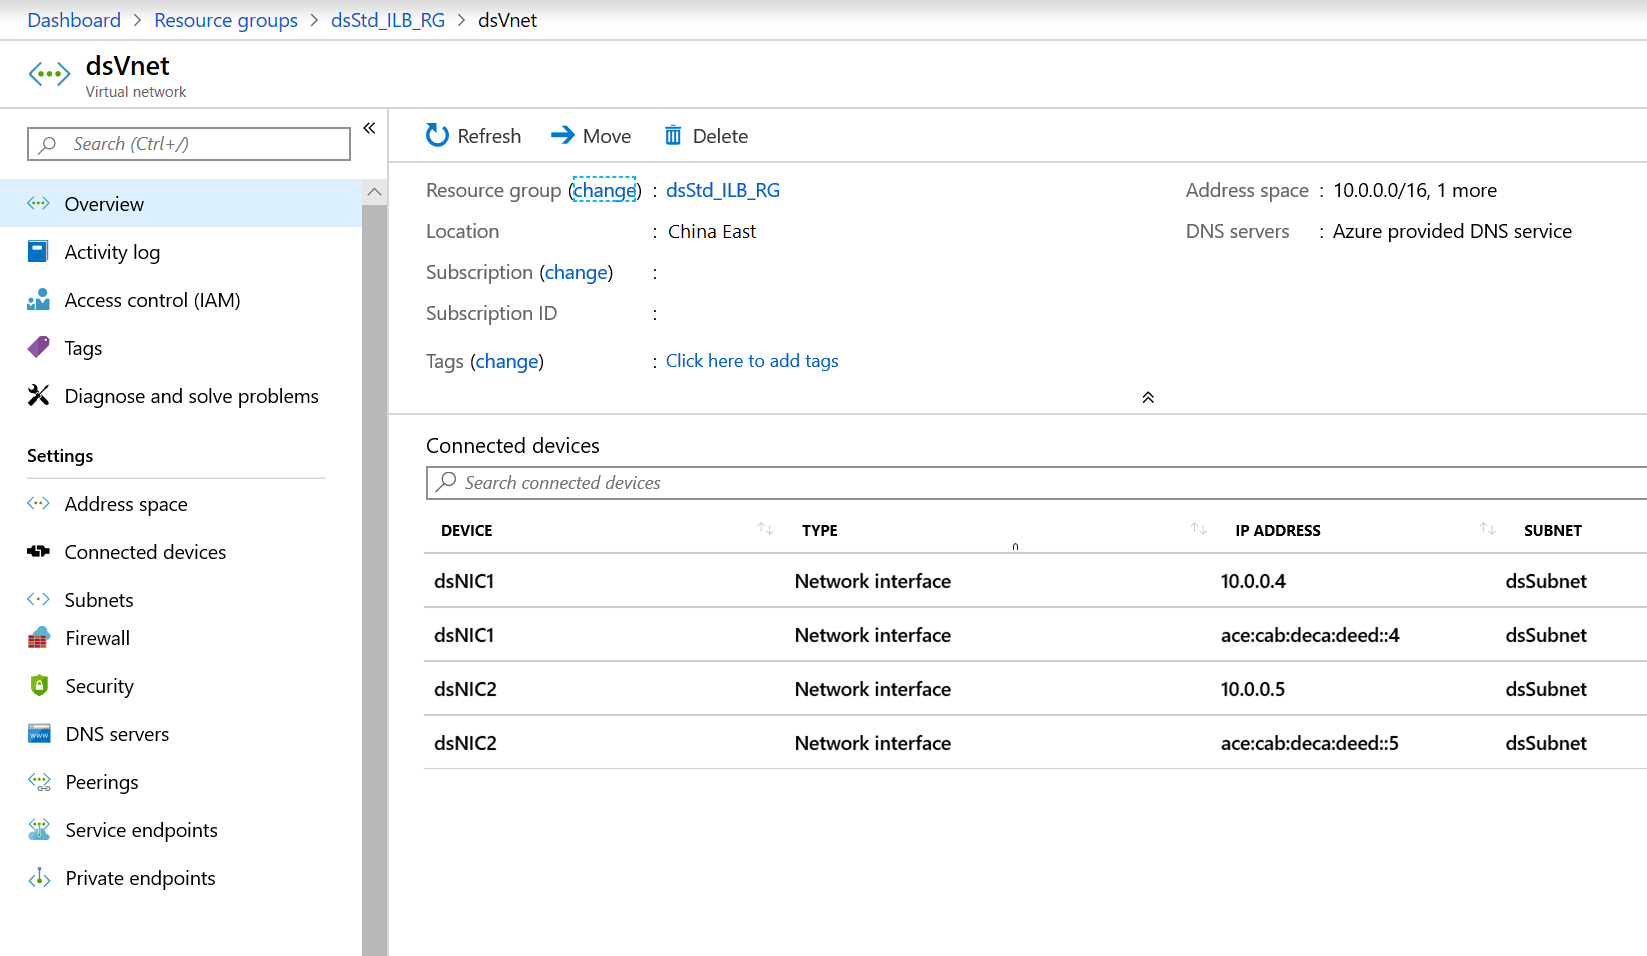 Dashboard > Resource groups > dsStd_ILB_RG > dsVnet
dsVnet
Virtual network
Search (Ctrl+/)
«
Overview
Activity log
Access control (IAM)
Tags
Diagnose and solve problems
Settings
Address space
Connected devices
Subnets
Firewall
Security
DNS servers
Peerings
Service endpoints
Private endpoints
Refresh Move Delete
Resource group (change) : dsStd_ILB_RG
Location : China East
Subscription (change) :
Subscription ID :
Tags (change) : Click here to add tags
Address space : 10.0.0.0/16, 1 more
DNS servers : Azure provided DNS service
Connected devices
Search connected devices
DEVICE TYPE IP ADDRESS SUBNET
dsNIC1 Network interface 10.0.0.4 dsSubnet
dsNIC1 Network interface ace:cab:deca:deed::4 dsSubnet
dsNIC2 Network interface 10.0.0.5 dsSubnet
dsNIC2 Network interface ace:cab:deca:deed::5 dsSubnet